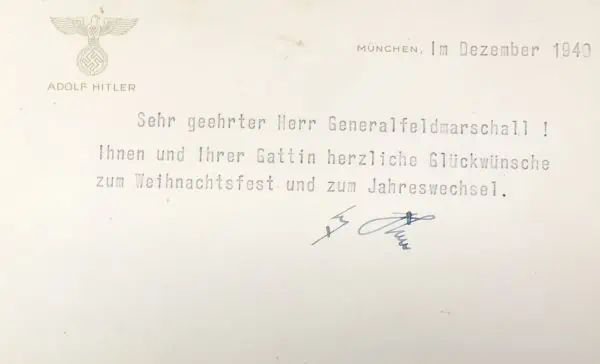 MÜNCHEN, Im Dezember 1940
ADOLF HITLER
Sehr geehrter Herr Generalfeldmarschall !
Ihnen und Ihrer Gattin herzliche Glückwünsche
zum Weihnachtsfest und zum Jahreswechsel.